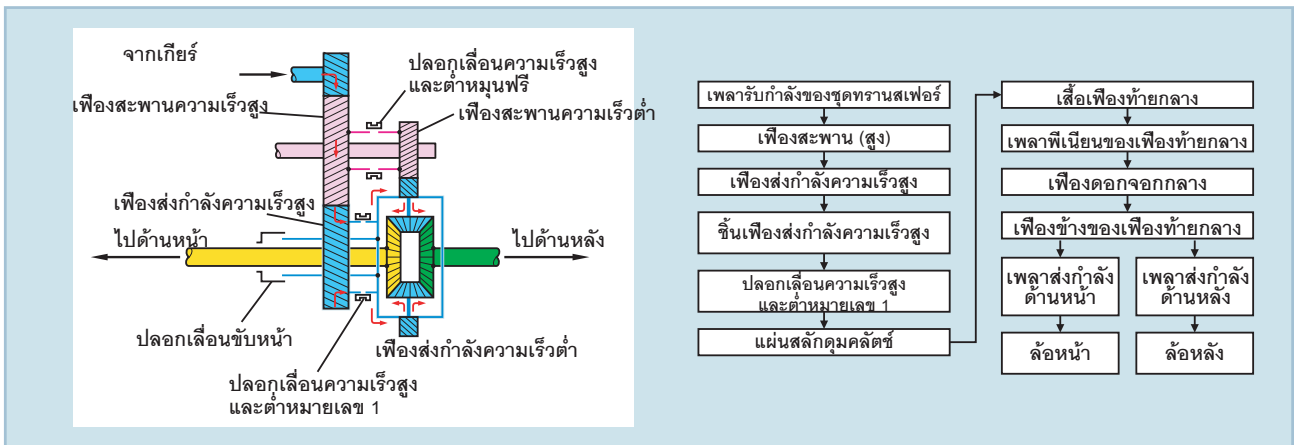 จากเกียร์
ปลอกเลื่อนความเร็วสูง
และต่ำหมุนฟรี
เฟืองสะพานความเร็วสูง
เฟืองสะพานความเร็วต่ำ
เฟืองส่งกำลังความเร็วสูง
ไปด้านหน้า
ไปด้านหลัง
ปลอกเลื่อนขับหน้า
เฟืองส่งกำลังความเร็วต่ำ
ปลอกเลื่อนความเร็วสูง
และต่ำหมายเลข 1
เพลารับกำลังของชุดทรานสเฟอร์
เฟืองสะพาน (สูง)
เฟืองส่งกำลังความเร็วสูง
ชิ้นเฟืองส่งกำลังความเร็วสูง
ปลอกเลื่อนความเร็วสูง
และต่ำหมายเลข 1
แผ่นสลักดุมคลัตช์
เสื้อเฟืองท้ายกลาง
เพลาพีเนียนของเฟืองท้ายกลาง
เฟืองดอกจอกกลาง
เฟืองข้างของเฟืองท้ายกลาง
เพลาส่งกำลัง
ด้านหน้า
เพลาส่งกำลัง
ด้านหลัง
ล้อหน้า
ล้อหลัง